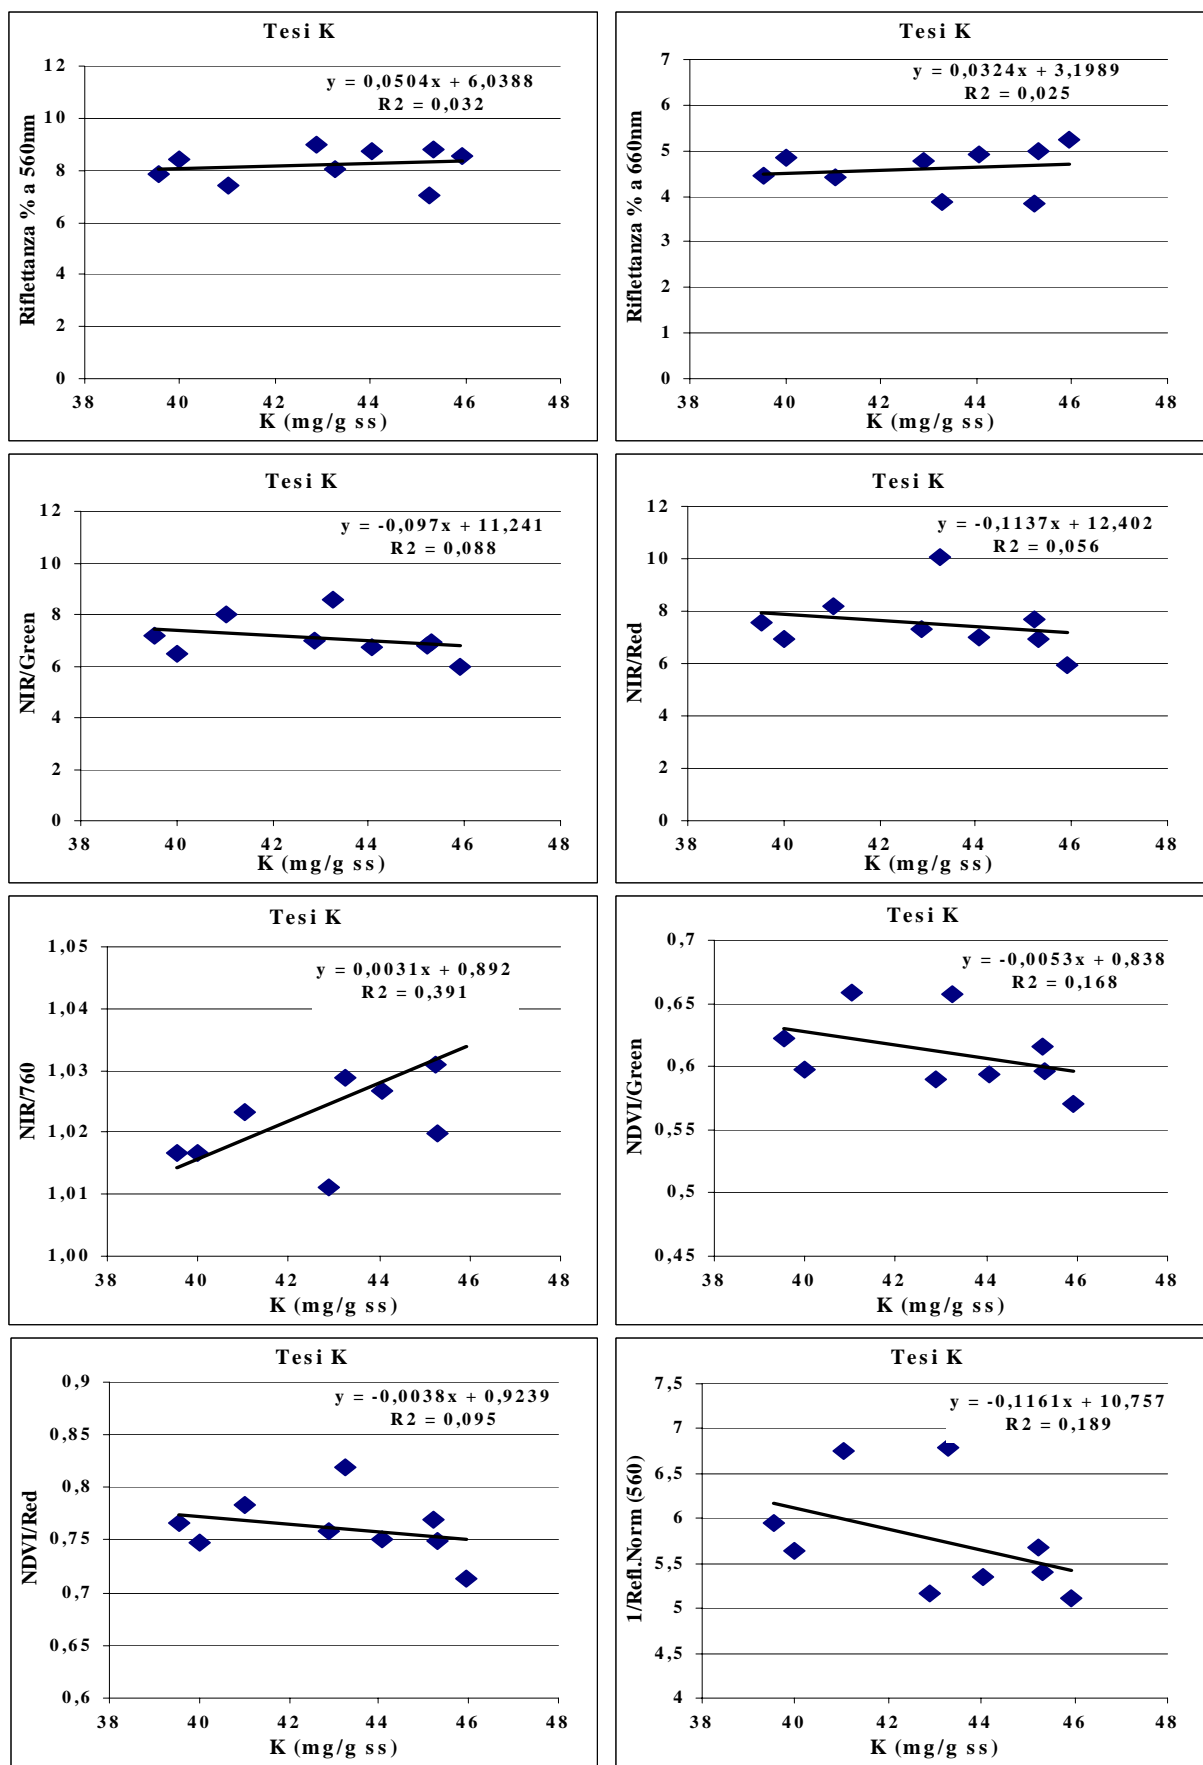 Tesi K
y = 0,0504x + 6,0388
R2 = 0,032
Riflettanza % a 560nm
12
10
8
6
4
2
0
38 40 42 44 46 48
K (mg/g ss)
Tesi K
y = 0,0324x + 3,1989
R2 = 0,025
Riflettanza % a 660nm
7
6
5
4
3
2
1
0
38 40 42 44 46 48
K (mg/g ss)
Tesi K
y = -0,097x + 11,241
R2 = 0,088
NIR/Green
12
10
8
6
4
2
0
38 40 42 44 46 48
K (mg/g ss)
Tesi K
y = -0,1137x + 12,402
R2 = 0,056
NIR/Red
12
10
8
6
4
2
0
38 40 42 44 46 48
K (mg/g ss)
Tesi K
y = 0,0031x + 0,892
R2 = 0,391
NIR/760
1,05
1,04
1,03
1,02
1,01
1,00
38 40 42 44 46 48
K (mg/g ss)
Tesi K
y = -0,0053x + 0,838
R2 = 0,168
NDVI/Green
0,7
0,65
0,6
0,55
0,5
0,45
38 40 42 44 46 48
K (mg/g ss)
Tesi K
y = -0,0038x + 0,9239
R2 = 0,095
NDVI/Red
0,9
0,85
0,8
0,75
0,7
0,65
0,6
38 40 42 44 46 48
K (mg/g ss)
Tesi K
y = -0,1161x + 10,757
R2 = 0,189
1/Refl.Norm (560)
7,5
7
6,5
6
5,5
5
4,5
4
38 40 42 44 46 48
K (mg/g ss)